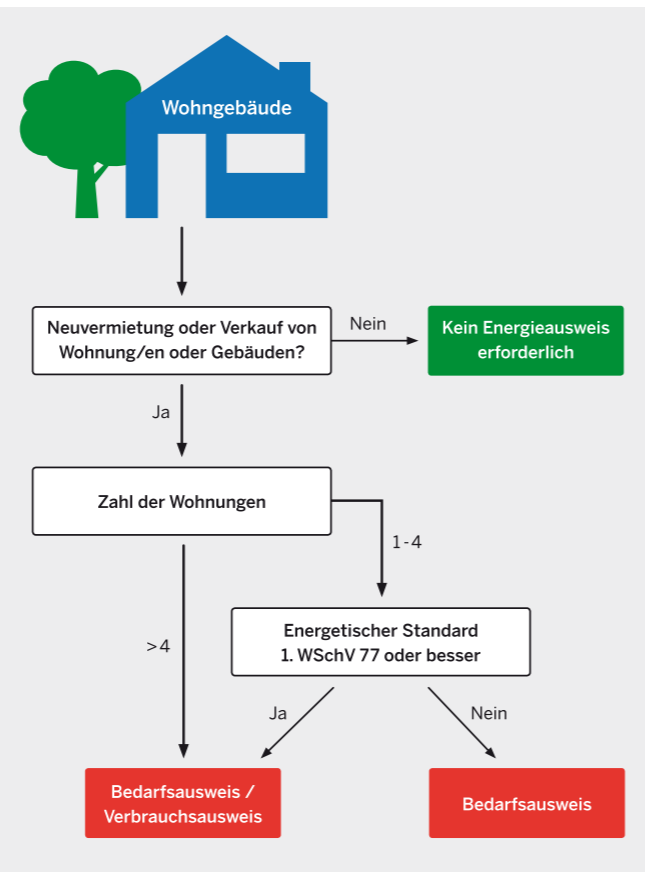 Wohngebäude
Neuvermietung oder Verkauf von
Wohnung/en oder Gebäuden?
Nein
Kein Energieausweis
erforderlich
Ja
Zahl der Wohnungen
1-4
>4
Energetischer Standard
1. WSchV 77 oder besser
Ja
Nein
Bedarfsausweis /
Verbrauchsausweis
Bedarfsausweis